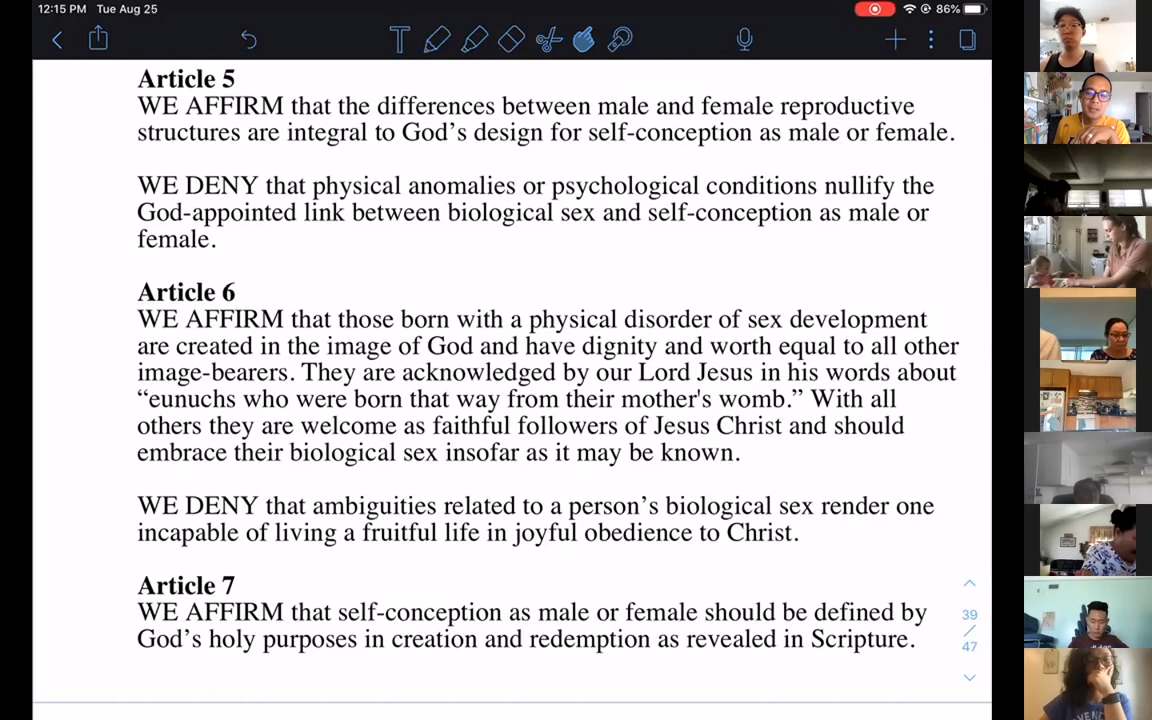 12:15 PM Tue Aug 25
86%
T
Article 5
WE AFFIRM that the differences between male and female reproductive
structures are integral to God’s design for self-conception as male or female.
WE DENY that physical anomalies or psychological conditions nullify the
God-appointed link between biological sex and self-conception as male or
female.
Article 6
WE AFFIRM that those born with a physical disorder of sex development
are created in the image of God and have dignity and worth equal to all other
image-bearers. They are acknowledged by our Lord Jesus in his words about
“eunuchs who were born that way from their mother's womb.” With all
others they are welcome as faithful followers of Jesus Christ and should
embrace their biological sex insofar as it may be known.
WE DENY that ambiguities related to a person’s biological sex render one
incapable of living a fruitful life in joyful obedience to Christ.
Article 7
WE AFFIRM that self-conception as male or female should be defined by
God’s holy purposes in creation and redemption as revealed in Scripture.
39
/
47